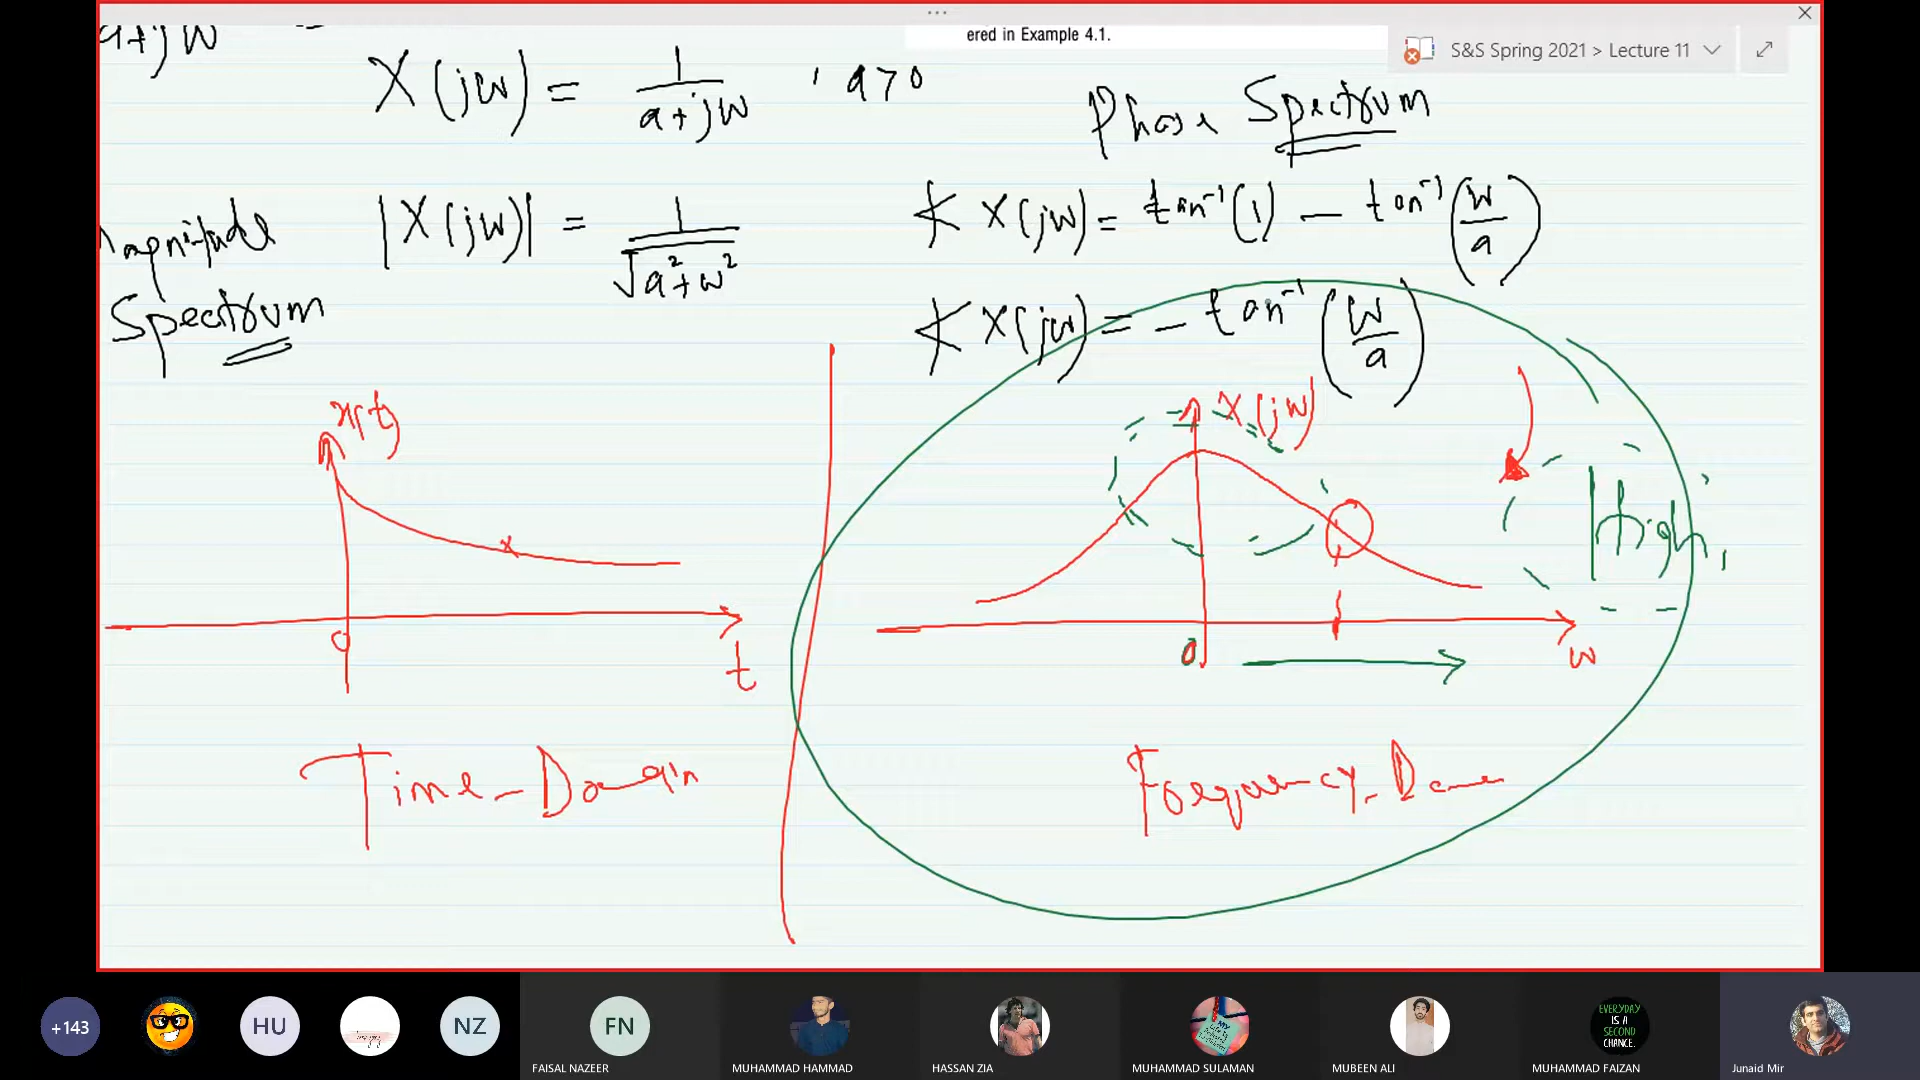 ered in Example 4.1.
S&S Spring 2021 > Lecture 11
a+jw
X(jw) = 1/(a+jw) , a>0
Phase Spectrum
Magnitude Spectrum
|X(jw)| = 1/√(a²+w²)
∡ X(jw) = tan⁻¹(1) − tan⁻¹(w/a)
∡ X(jw) = − tan⁻¹(w/a)
x(t)
X(jw)
High
x
0
t
0
w
Time-Domain
+143
HU
NZ
FN
FAISAL NAZEER
MUHAMMAD HAMMAD
HASSAN ZIA
MUHAMMAD SULAMAN
MUBEEN ALI
EVERYDAY
IS A
SECOND
CHANCE.
MUHAMMAD FAIZAN
Junaid Mir